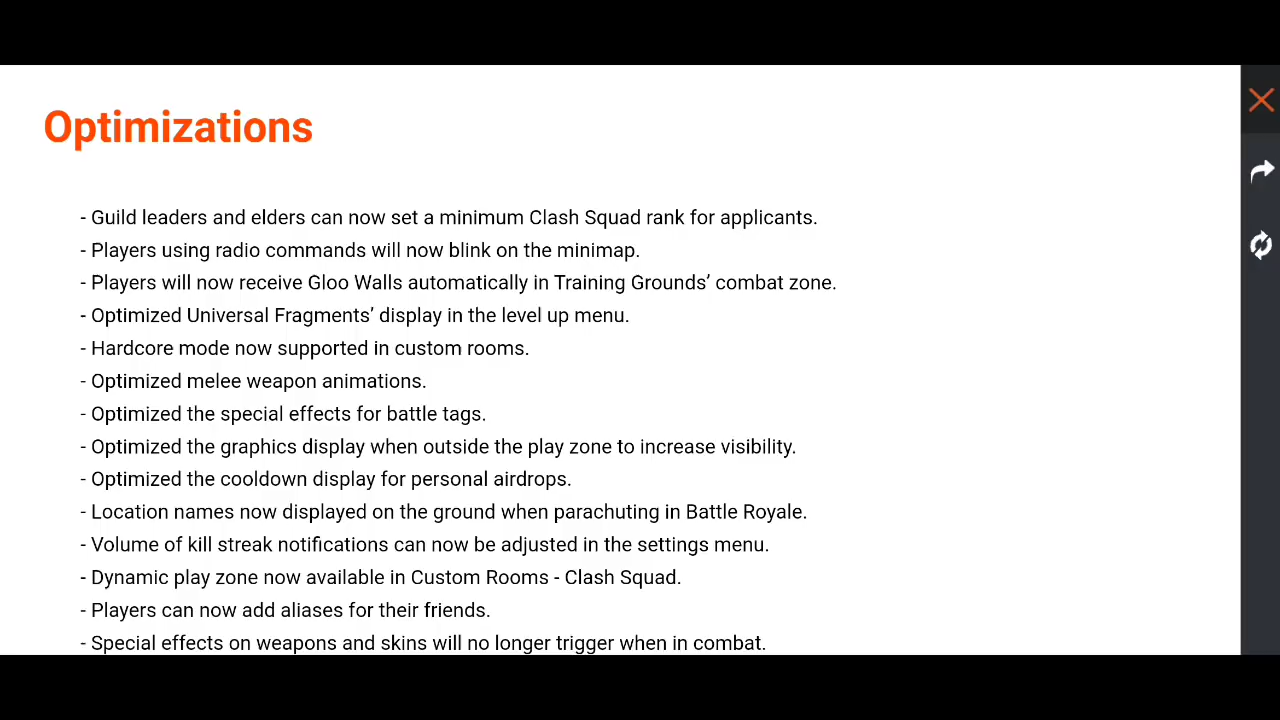 Optimizations
- Guild leaders and elders can now set a minimum Clash Squad rank for applicants.
- Players using radio commands will now blink on the minimap.
- Players will now receive Gloo Walls automatically in Training Grounds’ combat zone.
- Optimized Universal Fragments’ display in the level up menu.
- Hardcore mode now supported in custom rooms.
- Optimized melee weapon animations.
- Optimized the special effects for battle tags.
- Optimized the graphics display when outside the play zone to increase visibility.
- Optimized the cooldown display for personal airdrops.
- Location names now displayed on the ground when parachuting in Battle Royale.
- Volume of kill streak notifications can now be adjusted in the settings menu.
- Dynamic play zone now available in Custom Rooms - Clash Squad.
- Players can now add aliases for their friends.
- Special effects on weapons and skins will no longer trigger when in combat.